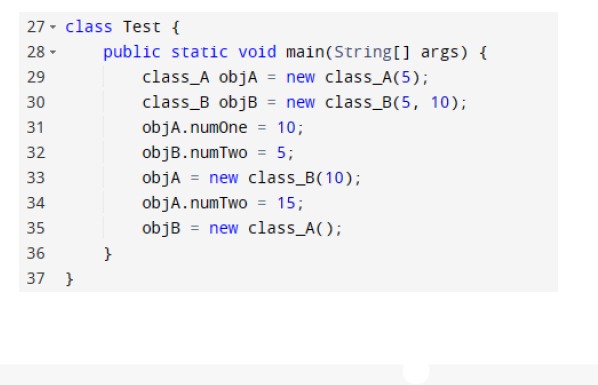 27 class Test {
28 public static void main(String[] args) {
29 class_A objA = new class_A(5);
30 class_B objB = new class_B(5, 10);
31 objA.numOne = 10;
32 objB.numTwo = 5;
33 objA = new class_B(10);
34 objA.numTwo = 15;
35 objB = new class_A();
36 }
37 }